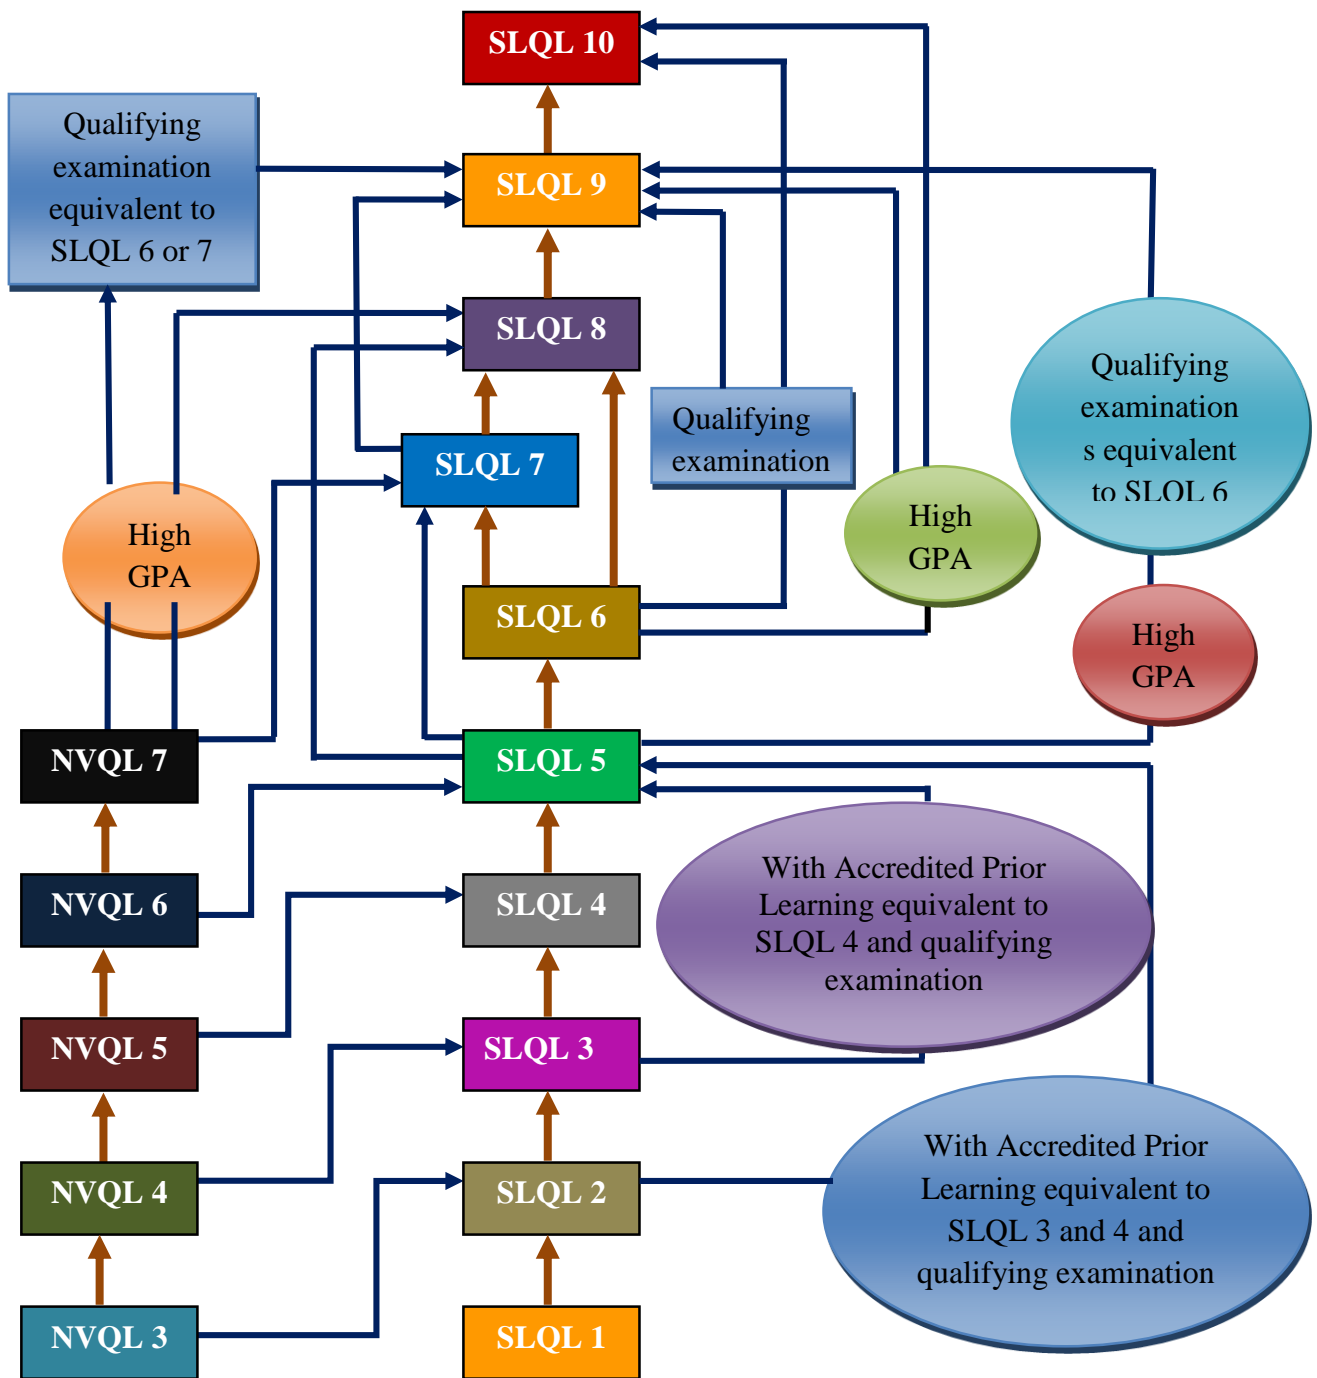 SLQL 10
Qualifying
examination
equivalent to
SLQL 6 or 7
SLQL 9
SLQL 8
Qualifying
examination
s equivalent
to SLQL 6
Qualifying
examination
SLQL 7
High
GPA
High
GPA
SLQL 6
High
GPA
NVQL 7
SLQL 5
With Accredited Prior
Learning equivalent to
SLQL 4 and qualifying
examination
NVQL 6
SLQL 4
NVQL 5
SLQL 3
With Accredited Prior
Learning equivalent to
SLQL 3 and 4 and
qualifying examination
NVQL 4
SLQL 2
NVQL 3
SLQL 1